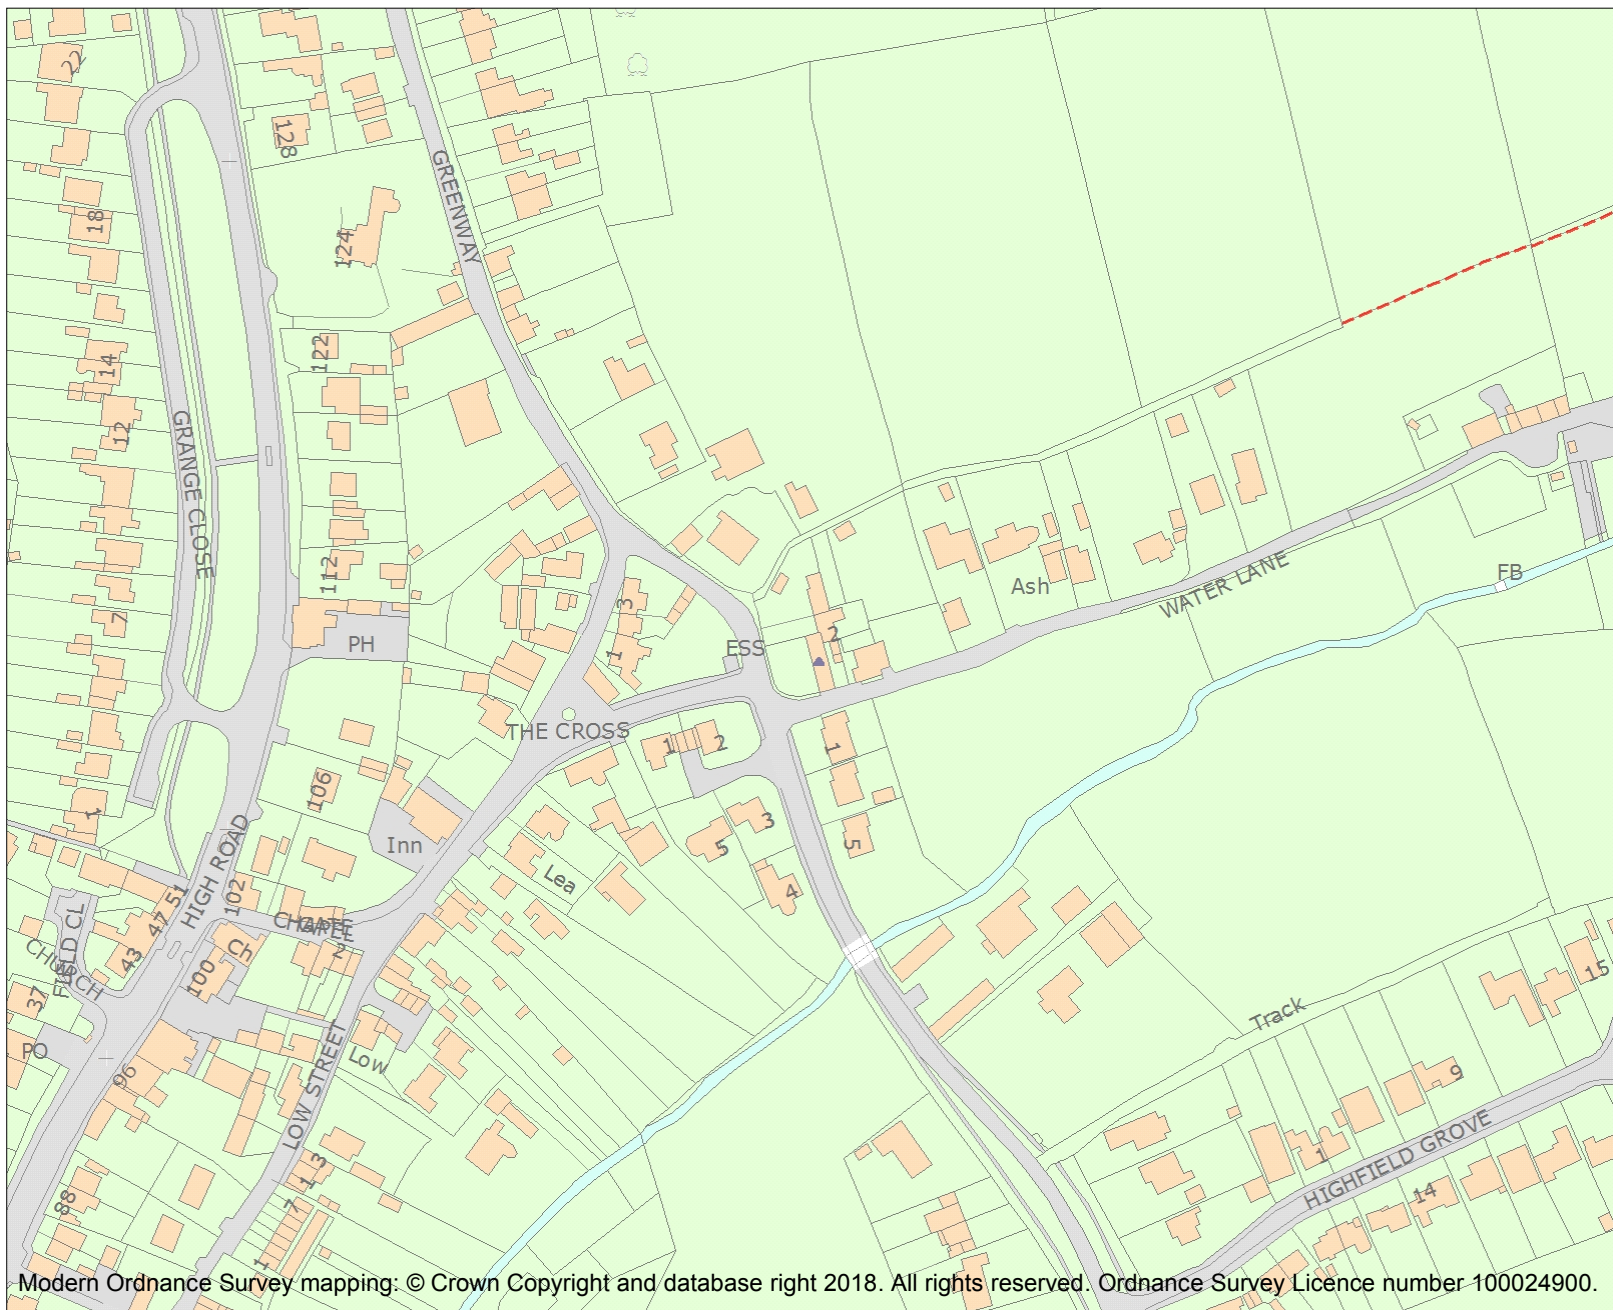 22
128
GREENWAY
18
124
122
14
12
GRANGE CLOSE
112
7
PH
3
1
ESS
2
Ash
WATER LANE
FB
THE CROSS
1
2
1
106
1
Inn
3
5
5
Lea
4
HIGH ROAD
51
47
102
CHAPEL
GATE
2
43
CHURCH
FIELD CL
37
100
PO
96
Low
LOW STREET
Track
15
9
1
14
HIGHFIELD GROVE
13
7
1
88
Modern Ordnance Survey mapping: © Crown Copyright and database right 2018. All rights reserved. Ordnance Survey Licence number 100024900.